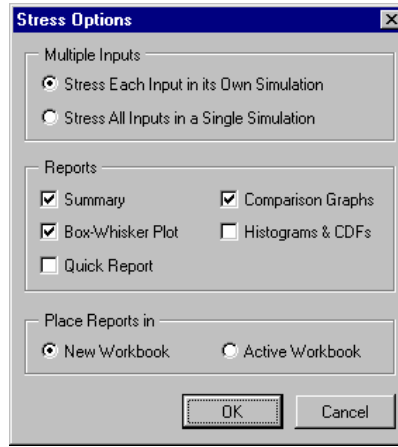 Stress Options
Multiple Inputs
Stress Each Input in its Own Simulation
Stress All Inputs in a Single Simulation
Reports
Summary
Comparison Graphs
Box-Whisker Plot
Histograms & CDFs
Quick Report
Place Reports in
New Workbook
Active Workbook
OK
Cancel